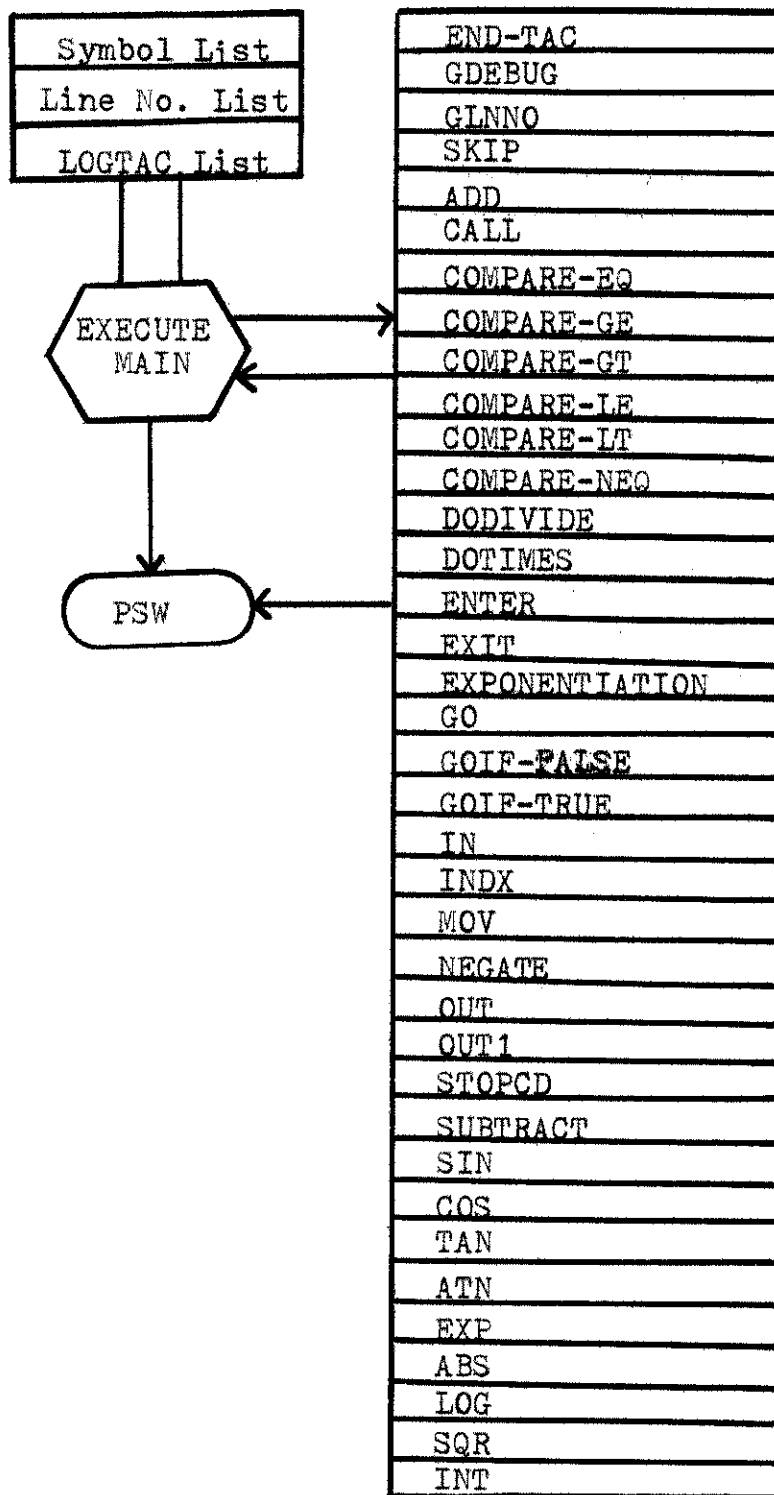 Symbol List
Line No. List
LOGTAC List
EXECUTE
MAIN
PSW
END-TAC
GDEBUG
GLNNO
SKIP
ADD
CALL
COMPARE-EQ
COMPARE-GE
COMPARE-GT
COMPARE-LE
COMPARE-LT
COMPARE-NEQ
DODIVIDE
DOTIMES
ENTER
EXIT
EXPONENTIATION
GO
GOIF-FALSE
GOIF-TRUE
IN
INDX
MOV
NEGATE
OUT
OUT1
STOPCD
SUBTRACT
SIN
COS
TAN
ATN
EXP
ABS
LOG
SQR
INT